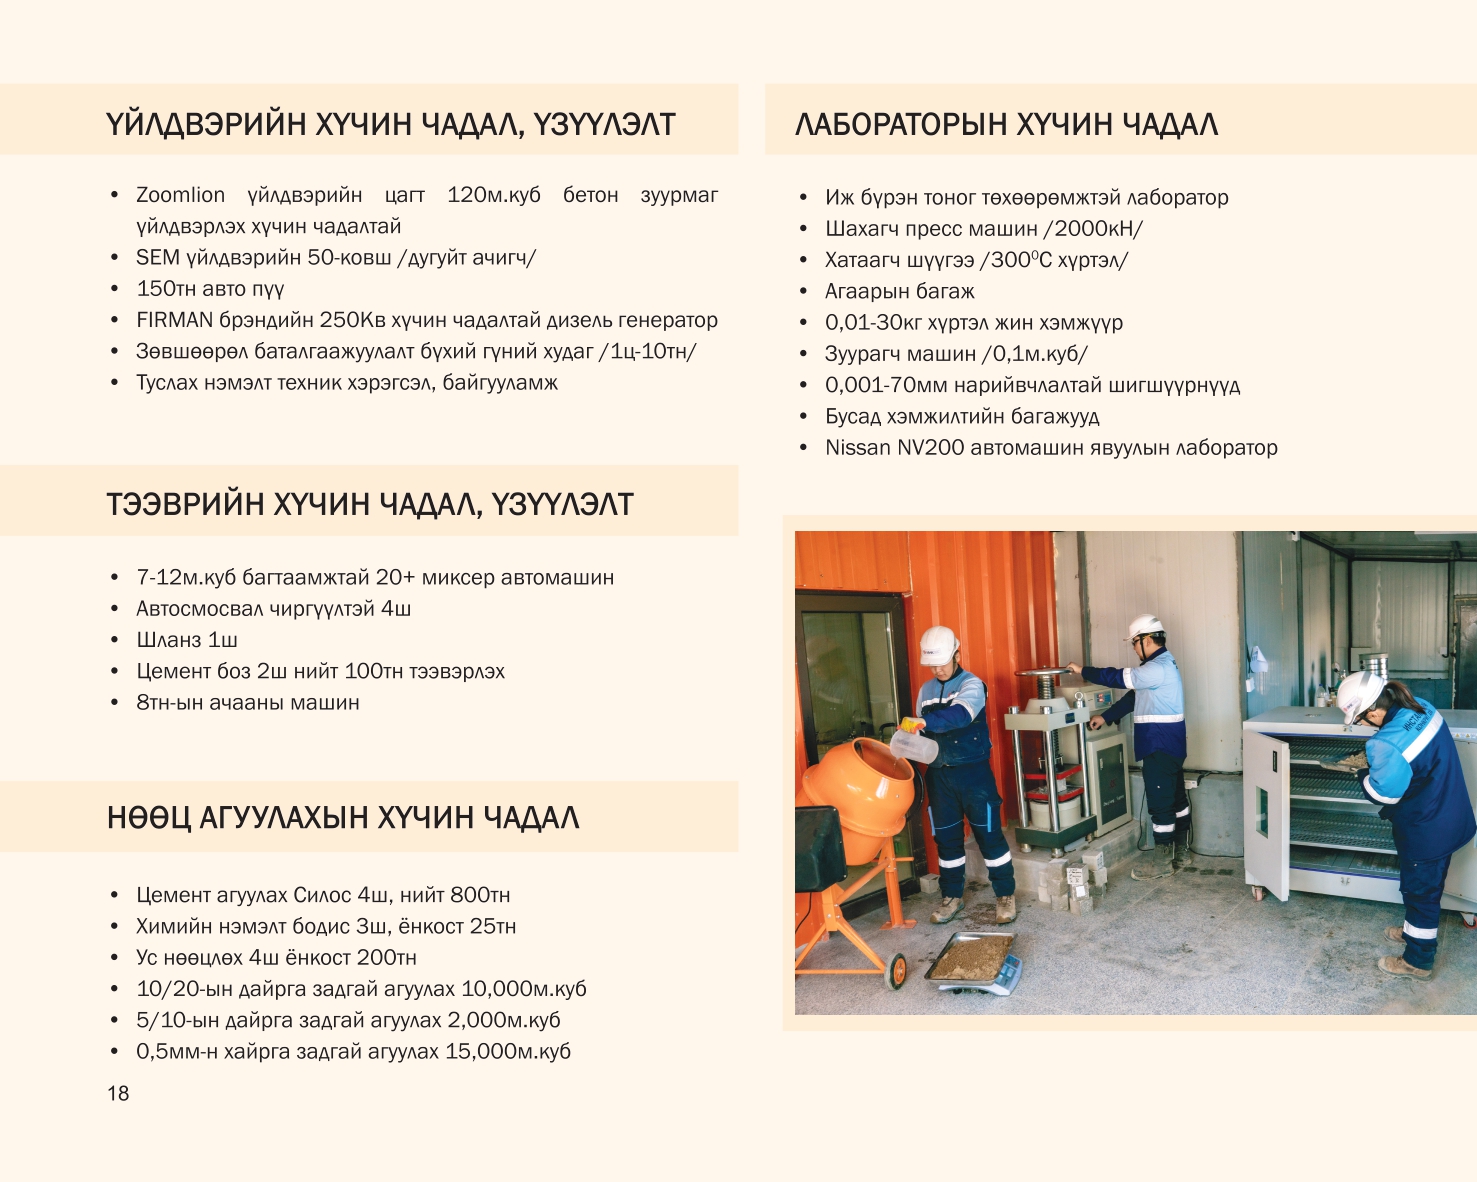 ҮЙЛДВЭРИЙН ХҮЧИН ЧАДАЛ, ҮЗҮҮЛЭЛТ
• Zoomlion үйлдвэрийн цагт 120м.куб бетон зуурмаг
үйлдвэрлэх хүчин чадалтай
• SEM үйлдвэрийн 50-ковш /дугуйт ачигч/
• 150тн авто пүү
• FIRMAN брэндийн 250Кв хүчин чадалтай дизель генератор
• Зөвшөөрөл баталгаажуулалт бүхий гүний худаг /1ц-10тн/
• Туслах нэмэлт техник хэрэгсэл, байгууламж
ТЭЭВРИЙН ХҮЧИН ЧАДАЛ, ҮЗҮҮЛЭЛТ
• 7-12м.куб багтаамжтай 20+ миксер автомашин
• Автосмосвал чиргүүлтэй 4ш
• Шланз 1ш
• Цемент боз 2ш нийт 100тн тээвэрлэх
• 8тн-ын ачааны машин
НӨӨЦ АГУУЛАХЫН ХҮЧИН ЧАДАЛ
• Цемент агуулах Силос 4ш, нийт 800тн
• Химийн нэмэлт бодис 3ш, ёнкост 25тн
• Ус нөөцлөх 4ш ёнкост 200тн
• 10/20-ын дайрга задгай агуулах 10,000м.куб
• 5/10-ын дайрга задгай агуулах 2,000м.куб
• 0,5мм-н хайрга задгай агуулах 15,000м.куб
18
ЛАБОРАТОРЫН ХҮЧИН ЧАДАЛ
• Иж бүрэн тоног төхөөрөмжтэй лаборатор
• Шахагч пресс машин /2000кН/
• Хатаагч шүүгээ /300⁰С хүртэл/
• Агаарын багаж
• 0,01-30кг хүртэл жин хэмжүүр
• Зуурагч машин /0,1м.куб/
• 0,001-70мм нарийвчлалтай шигшүүрнүүд
• Бусад хэмжилтийн багажууд
• Nissan NV200 автомашин явуулын лаборатор